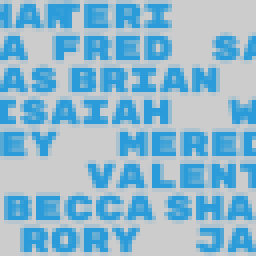 HANTERI
A FRED SA
AS BRIAN
ISAIAH W
EY MERED
VALENT
BECCA SHA
RORY JA